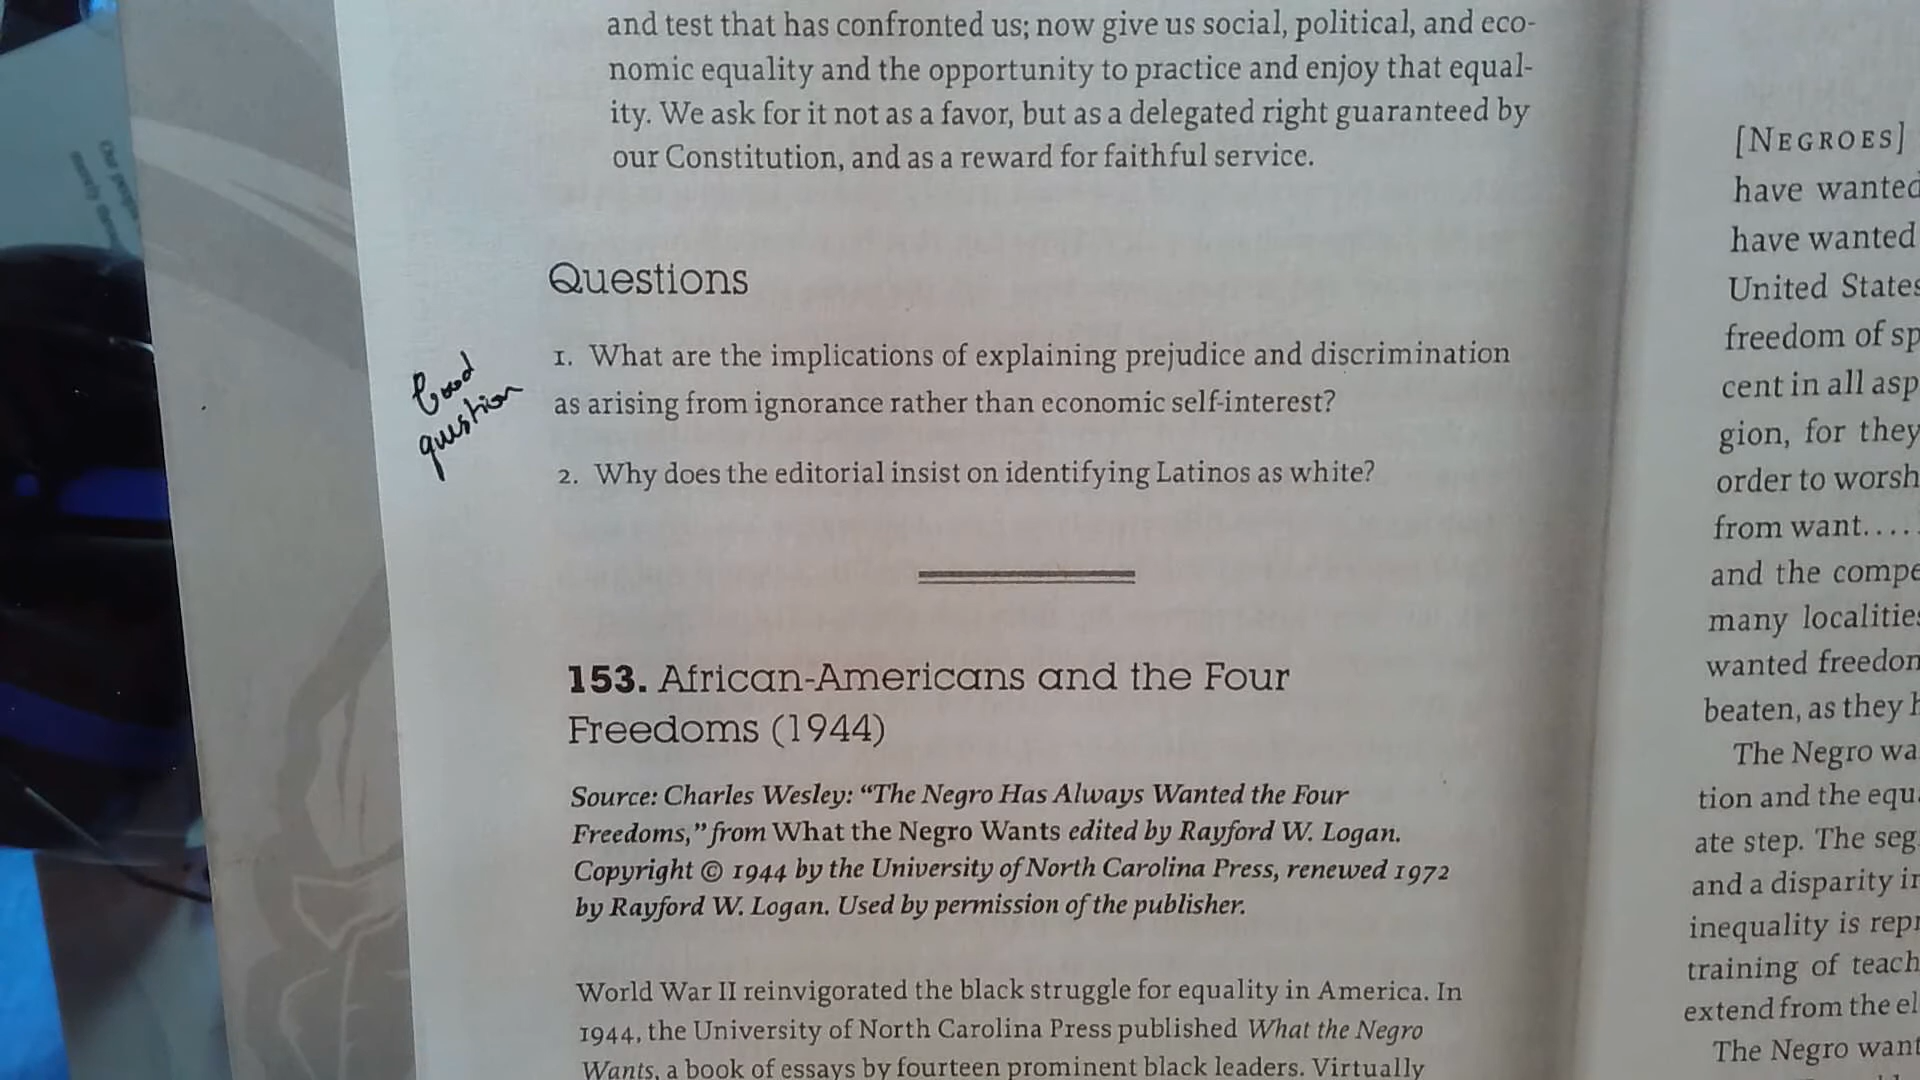 and test that has confronted us; now give us social, political, and eco-
nomic equality and the opportunity to practice and enjoy that equal-
ity. We ask for it not as a favor, but as a delegated right guaranteed by
our Constitution, and as a reward for faithful service.
Questions
Good
question
1. What are the implications of explaining prejudice and discrimination
as arising from ignorance rather than economic self-interest?
2. Why does the editorial insist on identifying Latinos as white?
153. African-Americans and the Four
Freedoms (1944)
Source: Charles Wesley: “The Negro Has Always Wanted the Four
Freedoms,” from What the Negro Wants edited by Rayford W. Logan.
Copyright © 1944 by the University of North Carolina Press, renewed 1972
by Rayford W. Logan. Used by permission of the publisher.
World War II reinvigorated the black struggle for equality in America. In
1944, the University of North Carolina Press published What the Negro
Wants, a book of essays by fourteen prominent black leaders. Virtually
[NEGROES]
have wanted
have wanted
United States
freedom of sp
cent in all asp
gion, for they
order to worsh
from want....
and the compe
many localities
wanted freedom
beaten, as they h
The Negro wa
tion and the equa
ate step. The seg
and a disparity in
inequality is repr
training of teach
extend from the el
The Negro want